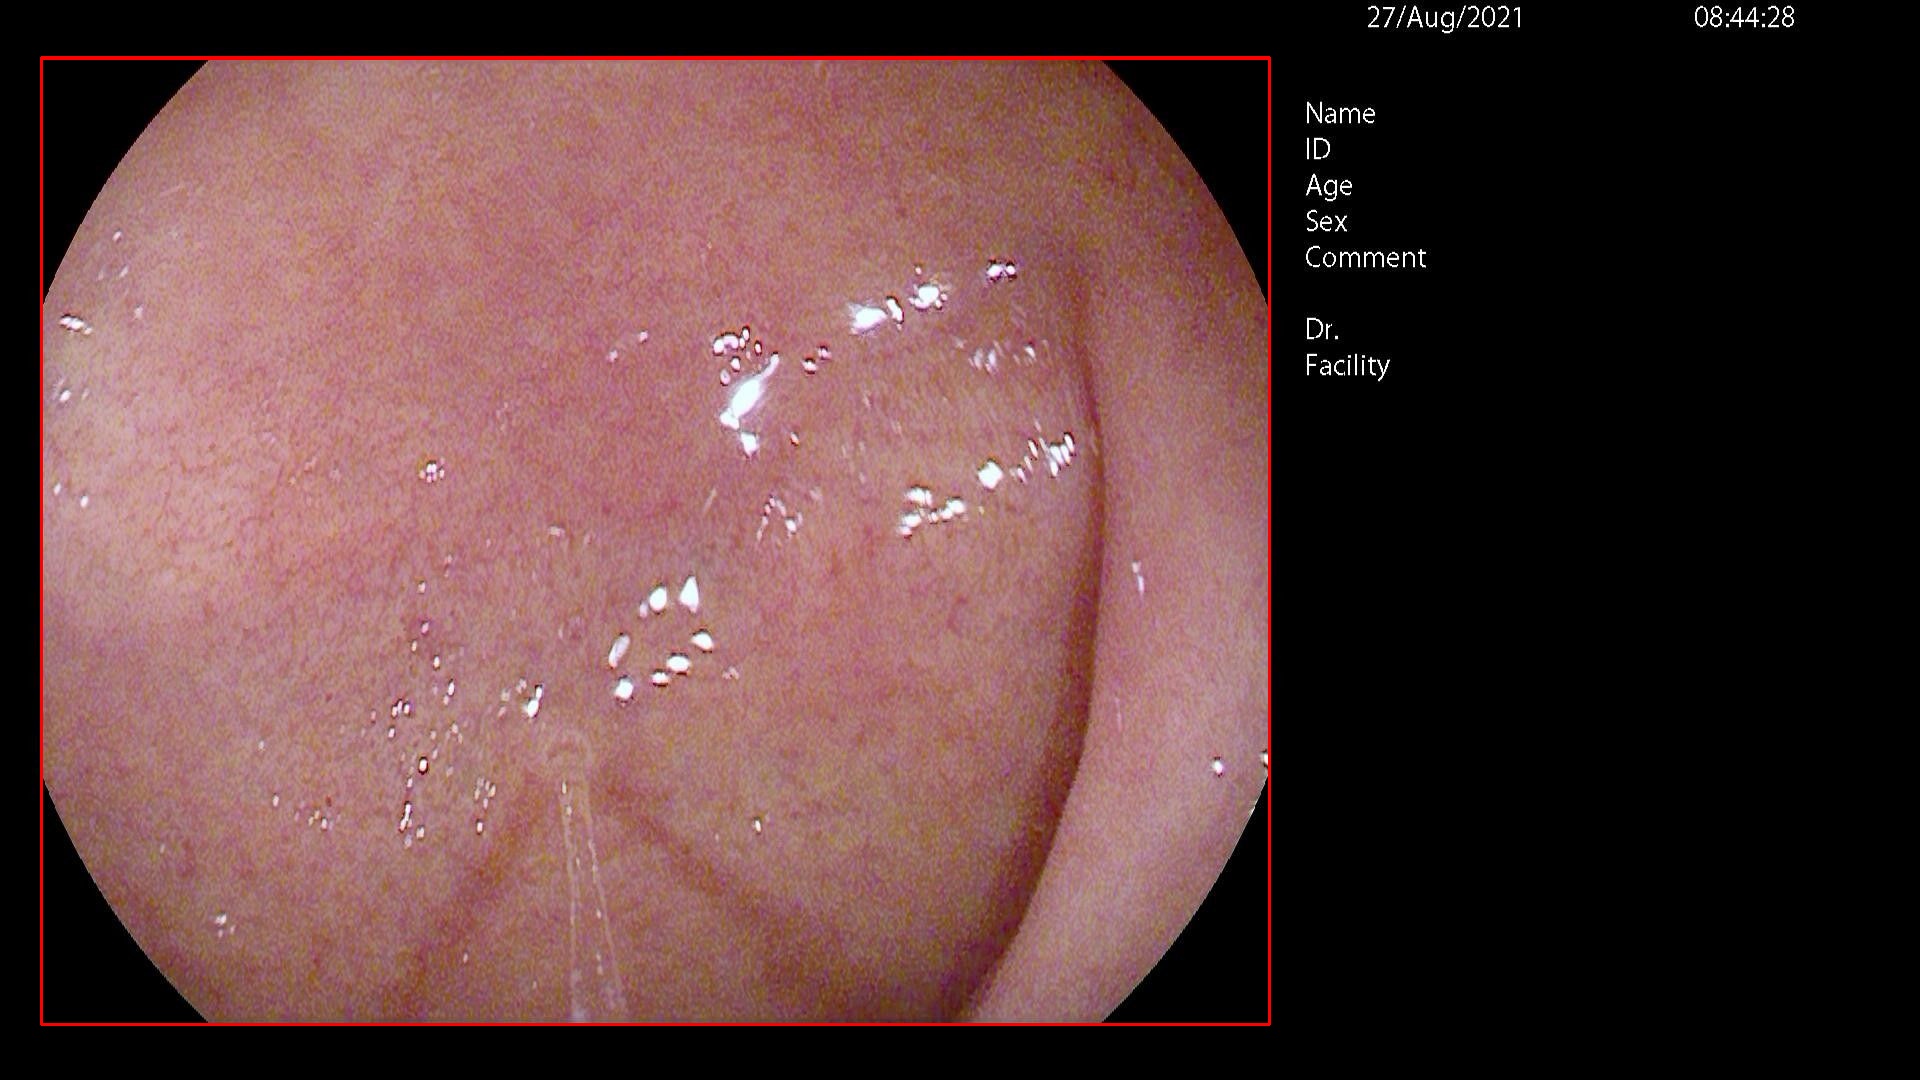 27/Aug/2021 08:44:28
Name
ID
Age
Sex
Comment
Dr.
Facility